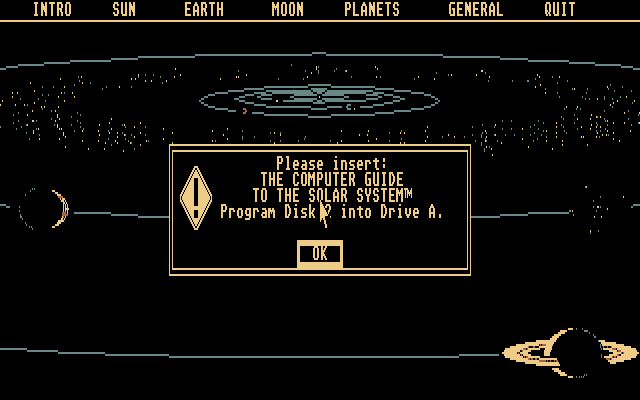 INTRO SUN EARTH MOON PLANETS GENERAL QUIT
Please insert:
THE COMPUTER GUIDE
TO THE SOLAR SYSTEM™
Program Disk 2 into Drive A.
OK